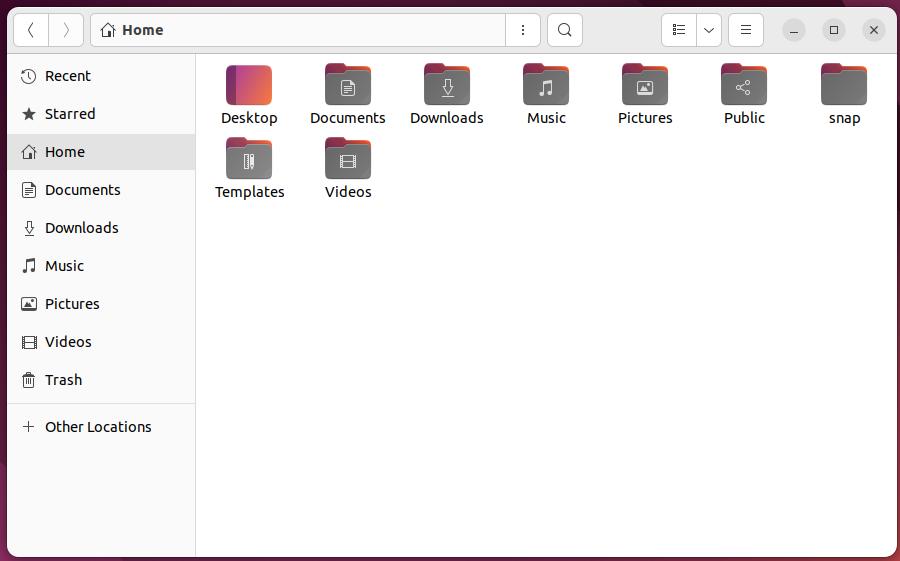 Home
Recent
Starred
Home
Documents
Downloads
Music
Pictures
Videos
Trash
Other Locations
Desktop Documents Downloads Music Pictures Public snap
Templates Videos